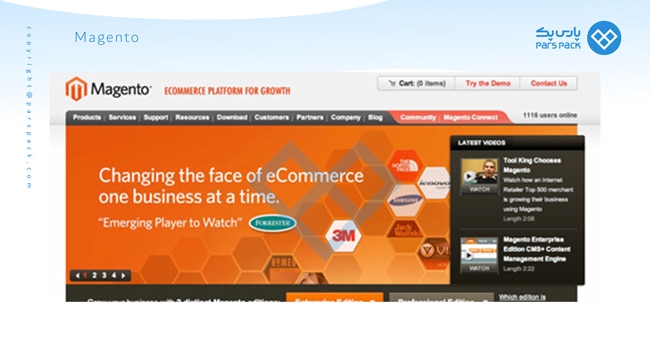 Magento
پارس پک
PARS PACK
copyright@parspack.com
Magento
ECOMMERCE PLATFORM FOR GROWTH
Cart: (0 items)
Try the Demo
Contact Us
Products
Services
Support
Resources
Download
Customers
Partners
Company
Blog
Community
Magento Connect
1116 users online
Changing the face of eCommerce
one business at a time.
"Emerging Player to Watch"
FORRESTER
THE NORTH FACE
lenovo
SAMSUNG
3M
Jack Wolfskin
1 2 3 4
LATEST VIDEOS
WATCH
Tool King Chooses
Magento
Watch how an Internet
Retailer Top 500 merchant
is growing their business
using Magento
Length 2:08
WATCH
Magento Enterprise
Edition CMS+ Content
Management Engine
Length 2:22
Enterprise Edition
Professional Edition
Which edition is